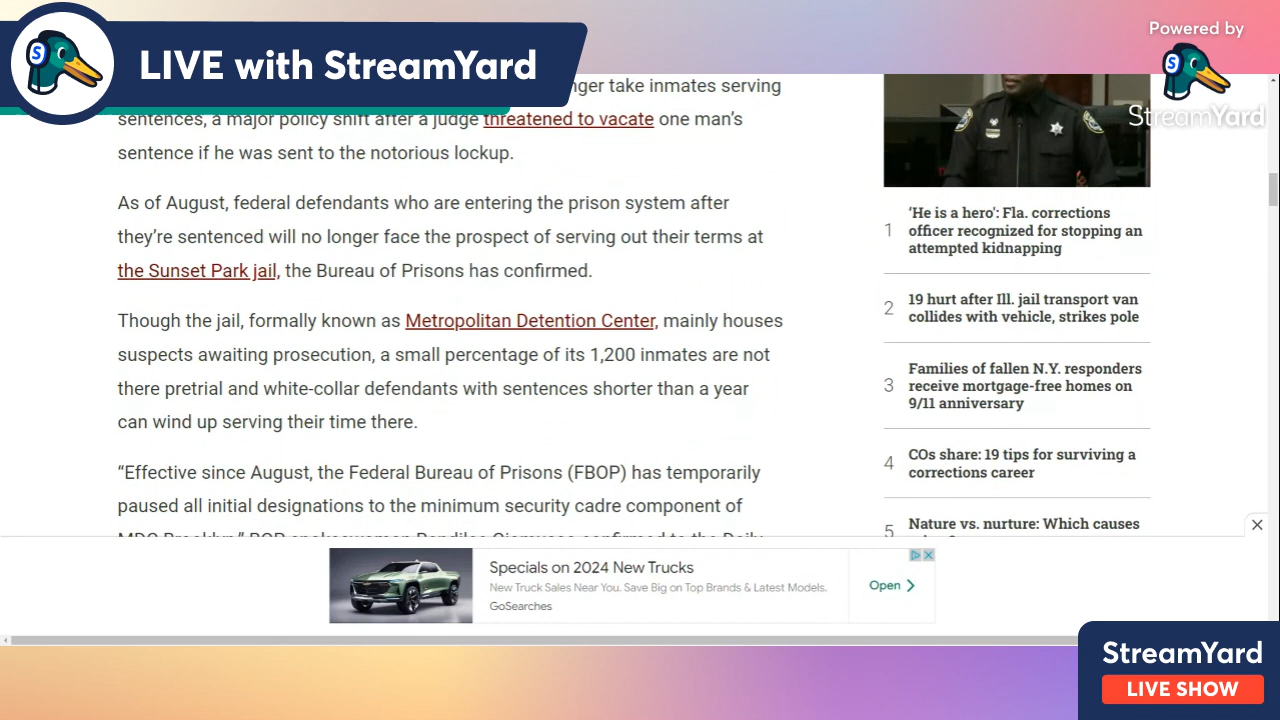 LIVE with StreamYard
Powered by
StreamYard
nger take inmates serving
sentences, a major policy shift after a judge threatened to vacate one man's
sentence if he was sent to the notorious lockup.
As of August, federal defendants who are entering the prison system after
they're sentenced will no longer face the prospect of serving out their terms at
the Sunset Park jail, the Bureau of Prisons has confirmed.
Though the jail, formally known as Metropolitan Detention Center, mainly houses
suspects awaiting prosecution, a small percentage of its 1,200 inmates are not
there pretrial and white-collar defendants with sentences shorter than a year
can wind up serving their time there.
“Effective since August, the Federal Bureau of Prisons (FBOP) has temporarily
paused all initial designations to the minimum security cadre component of
1
'He is a hero': Fla. corrections
officer recognized for stopping an
attempted kidnapping
2
19 hurt after Ill. jail transport van
collides with vehicle, strikes pole
3
Families of fallen N.Y. responders
receive mortgage-free homes on
9/11 anniversary
4
COs share: 19 tips for surviving a
corrections career
5
Nature vs. nurture: Which causes
Specials on 2024 New Trucks
New Truck Sales Near You. Save Big on Top Brands & Latest Models.
GoSearches
Open
StreamYard
LIVE SHOW